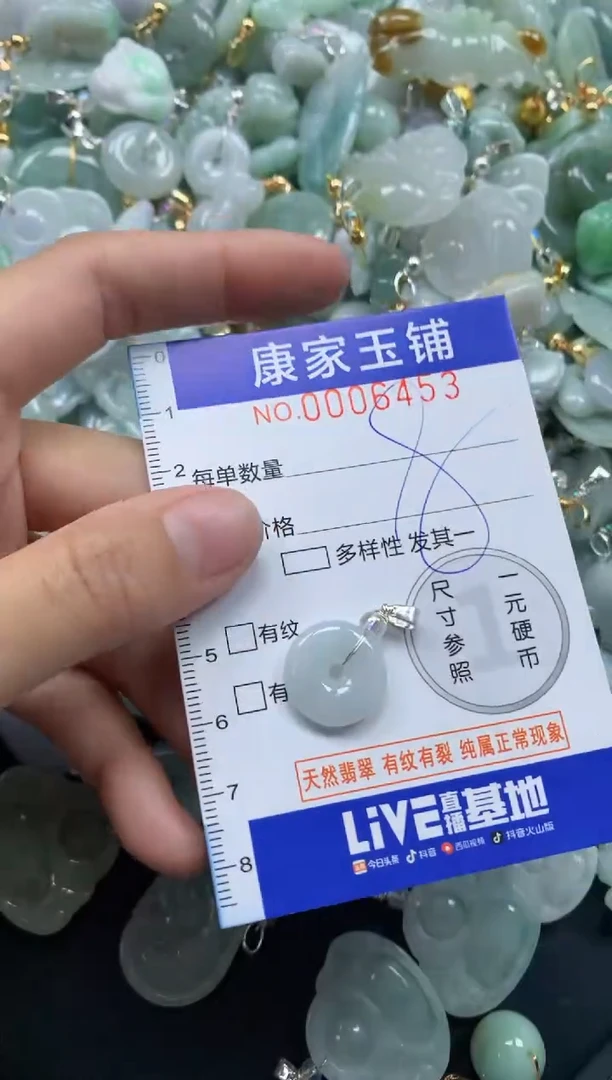 0
康家玉铺
1
NO.0006453
2
每单数量
价格
多样性 发其一
尺寸参照
一元硬币
1
5
有纹
6
有
天然翡翠 有纹有裂 纯属正常现象
7
LiVE直播基地
8
今日头条 抖音 西瓜视频 抖音火山版